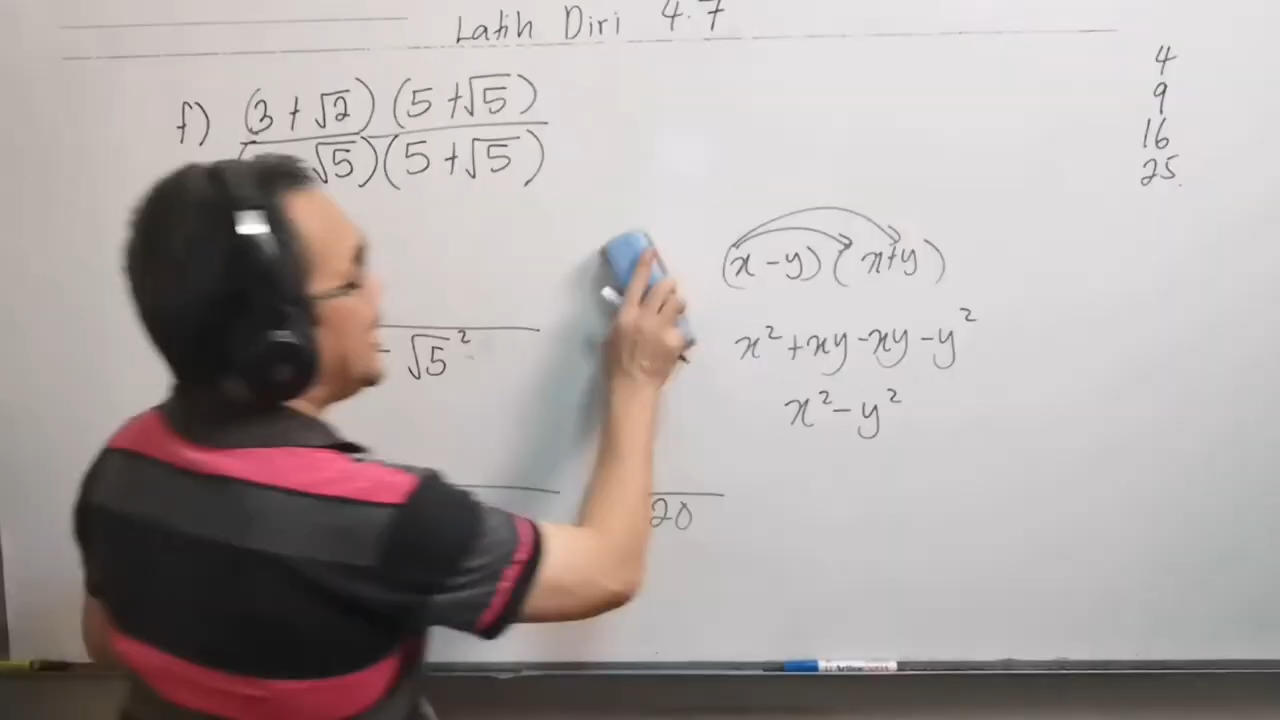 Latih Diri 4.7
4
9
16
25
f) (3 + √2) (5 + √5)
√5)(5 + √5)
(x - y) (x + y)
- √5²
x² + xy - xy - y²
x² - y²
20